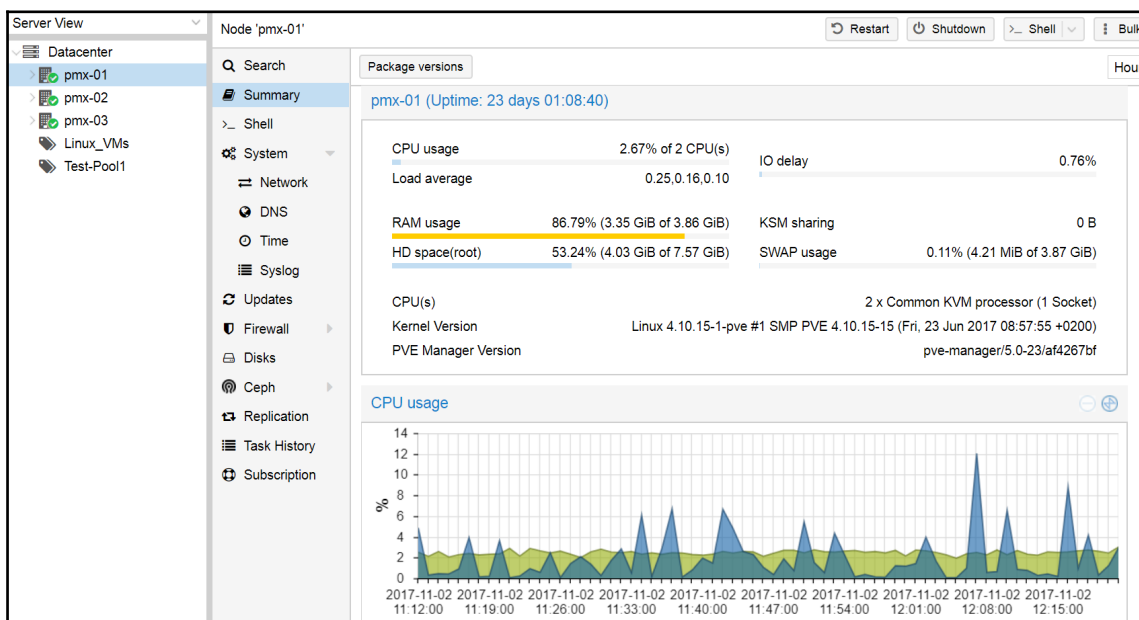 Server View
Datacenter
pmx-01
pmx-02
pmx-03
Linux_VMs
Test-Pool1
Node 'pmx-01'
Restart
Shutdown
>_ Shell
Bulk
Search
Summary
>_ Shell
System
Network
DNS
Time
Syslog
Updates
Firewall
Disks
Ceph
Replication
Task History
Subscription
Package versions
Hou
pmx-01 (Uptime: 23 days 01:08:40)
CPU usage 2.67% of 2 CPU(s)
IO delay 0.76%
Load average 0.25,0.16,0.10
RAM usage 86.79% (3.35 GiB of 3.86 GiB)
KSM sharing 0 B
HD space(root) 53.24% (4.03 GiB of 7.57 GiB)
SWAP usage 0.11% (4.21 MiB of 3.87 GiB)
CPU(s) 2 x Common KVM processor (1 Socket)
Kernel Version Linux 4.10.15-1-pve #1 SMP PVE 4.10.15-15 (Fri, 23 Jun 2017 08:57:55 +0200)
PVE Manager Version pve-manager/5.0-23/af4267bf
CPU usage
14
12
10
8
6
4
2
0
%
2017-11-02 2017-11-02 2017-11-02 2017-11-02 2017-11-02 2017-11-02 2017-11-02 2017-11-02 2017-11-02 2017-11-02
11:12:00 11:19:00 11:26:00 11:33:00 11:40:00 11:47:00 11:54:00 12:01:00 12:08:00 12:15:00